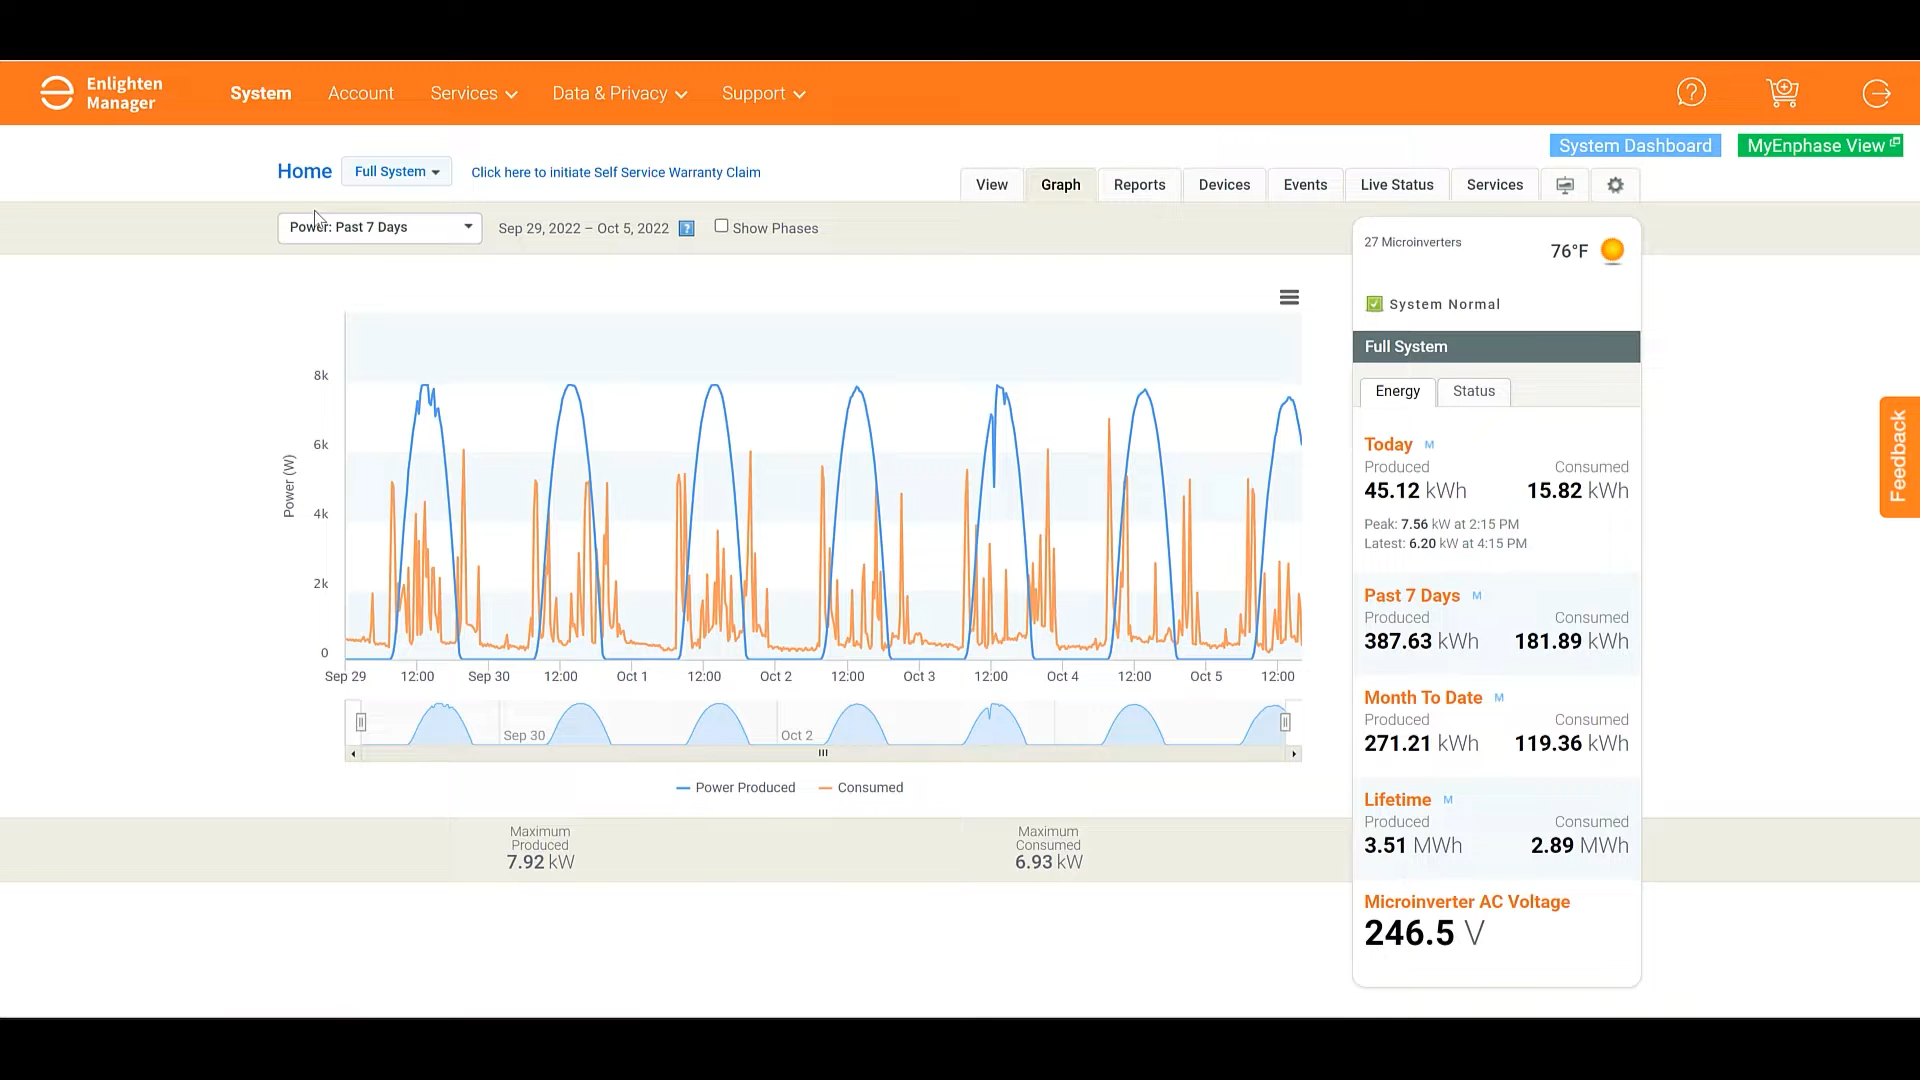 Enlighten
Manager
System Account Services Data & Privacy Support
System Dashboard MyEnphase View
Home Full System Click here to initiate Self Service Warranty Claim
View Graph Reports Devices Events Live Status Services
Power: Past 7 Days Sep 29, 2022 – Oct 5, 2022 ? Show Phases
27 Microinverters
76°F
System Normal
Full System
Energy Status
Today M
Produced Consumed
45.12 kWh 15.82 kWh
Peak: 7.56 kW at 2:15 PM
Latest: 6.20 kW at 4:15 PM
Past 7 Days M
Produced Consumed
387.63 kWh 181.89 kWh
Month To Date M
Produced Consumed
271.21 kWh 119.36 kWh
Lifetime M
Produced Consumed
3.51 MWh 2.89 MWh
Microinverter AC Voltage
246.5 V
Feedback
Power (W)
8k
6k
4k
2k
0
Sep 29 12:00 Sep 30 12:00 Oct 1 12:00 Oct 2 12:00 Oct 3 12:00 Oct 4 12:00 Oct 5 12:00
Sep 30 Oct 2
Power Produced Consumed
Maximum
Produced
7.92 kW
Maximum
Consumed
6.93 kW